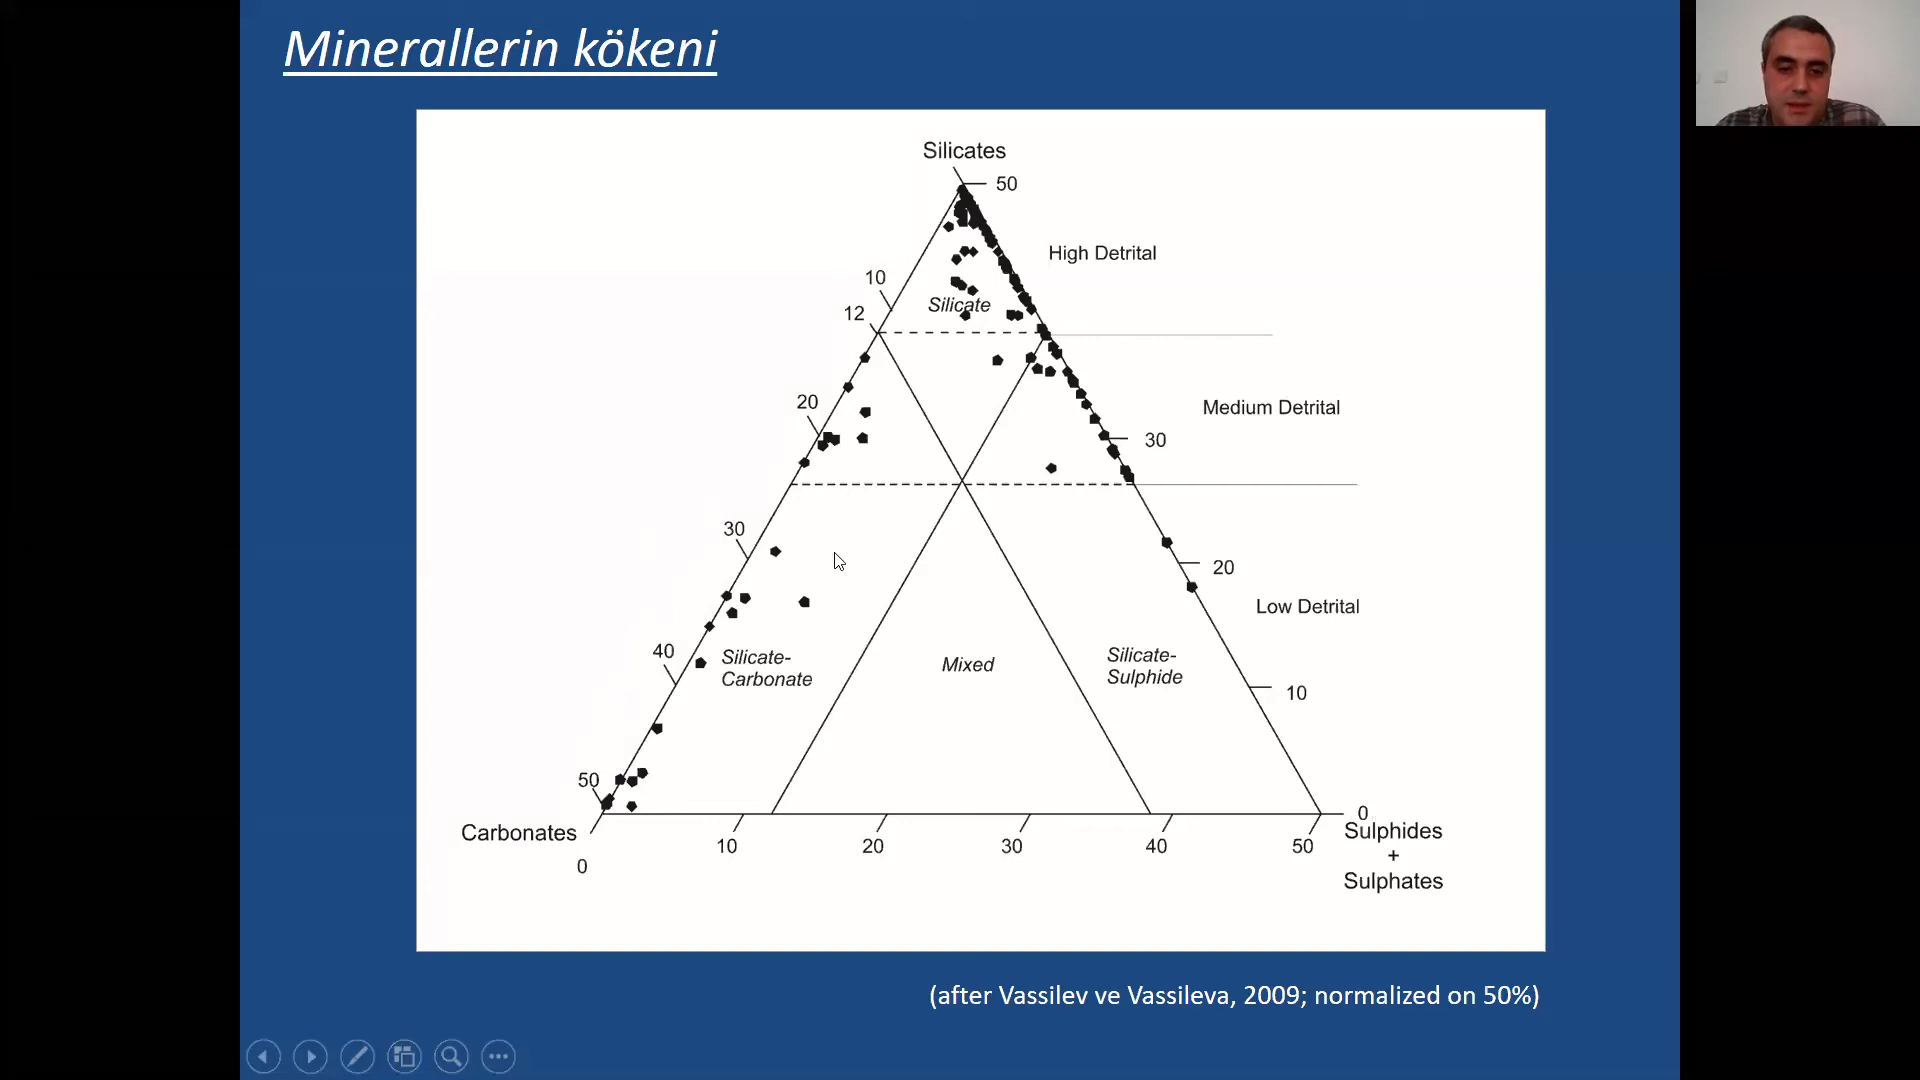 Minerallerin kökeni
Silicates
50
High Detrital
10
Silicate
12
20
Medium Detrital
30
30
20
Low Detrital
40
Silicate-
Carbonate
Mixed
Silicate-
Sulphide
10
50
Carbonates
0
10
20
30
40
50
0
Sulphides
+
Sulphates
(after Vassilev ve Vassileva, 2009; normalized on 50%)